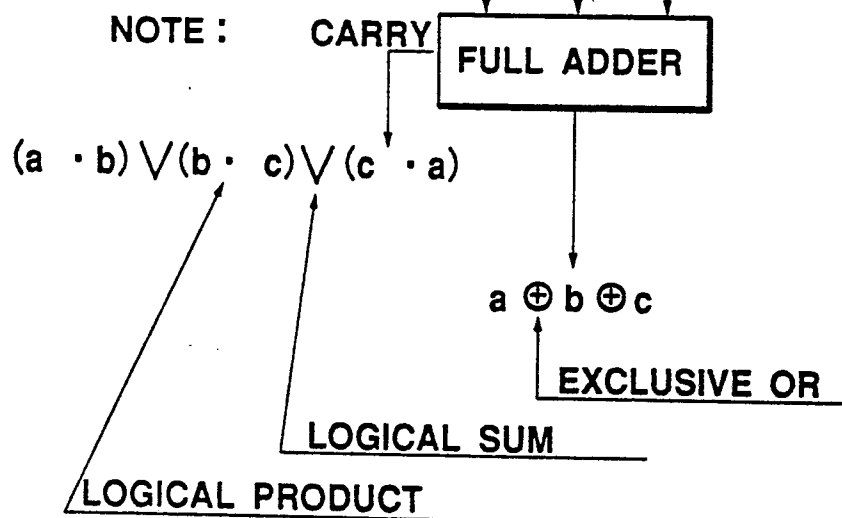 NOTE : CARRY
FULL ADDER
(a · b) ⋁ (b · c) ⋁ (c · a)
a ⊕ b ⊕ c
EXCLUSIVE OR
LOGICAL SUM
LOGICAL PRODUCT